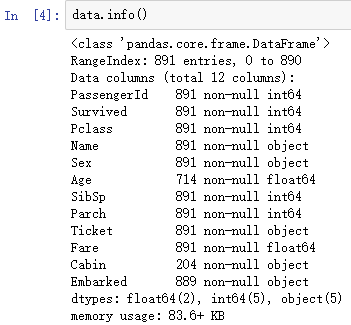 In [4]: data.info()
<class 'pandas.core.frame.DataFrame'>
RangeIndex: 891 entries, 0 to 890
Data columns (total 12 columns):
PassengerId    891 non-null int64
Survived       891 non-null int64
Pclass         891 non-null int64
Name           891 non-null object
Sex            891 non-null object
Age            714 non-null float64
SibSp          891 non-null int64
Parch          891 non-null int64
Ticket         891 non-null object
Fare           891 non-null float64
Cabin          204 non-null object
Embarked       889 non-null object
dtypes: float64(2), int64(5), object(5)
memory usage: 83.6+ KB